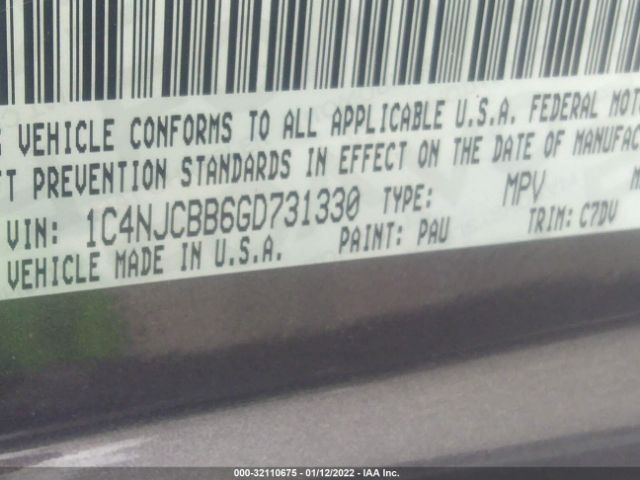 VEHICLE CONFORMS TO ALL APPLICABLE U.S.A. FEDERAL MOT
PREVENTION STANDARDS IN EFFECT ON THE DATE OF MANUFAC
VIN: 1C4NJCBB6GD731330 TYPE: MPV
VEHICLE MADE IN U.S.A. PAINT: PAU TRIM: C7DV
000-32110675 - 01/12/2022 - IAA Inc.